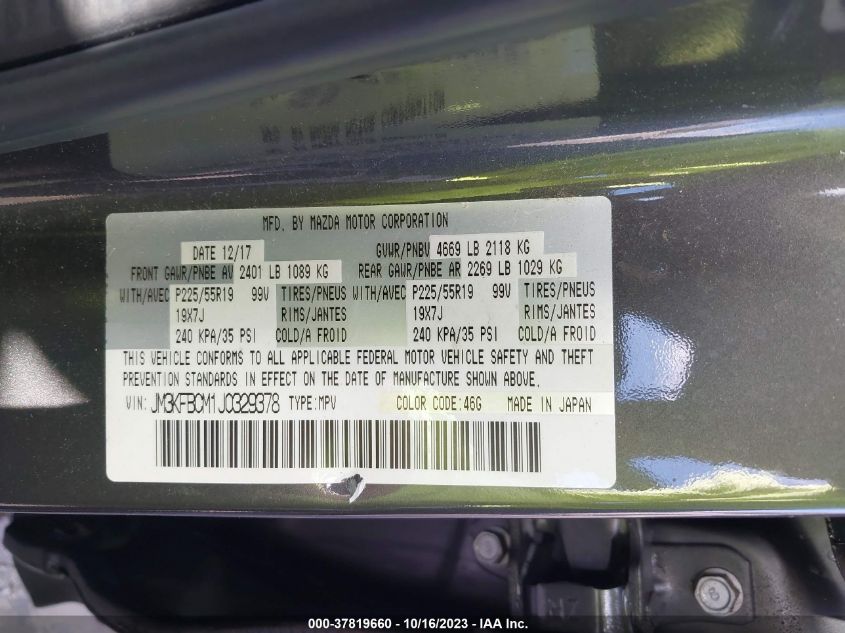 MFD. BY MAZDA MOTOR CORPORATION
DATE 12/17 GVWR/PNBV 4669 LB 2118 KG
FRONT GAWR/PNBE AV 2401 LB 1089 KG REAR GAWR/PNBE AR 2269 LB 1029 KG
WITH/AVEC P225/55R19 99V TIRES/PNEUS WITH/AVEC P225/55R19 99V TIRES/PNEUS
19X7J RIMS/JANTES 19X7J RIMS/JANTES
240 KPA/35 PSI COLD/A FROID 240 KPA/35 PSI COLD/A FROID
THIS VEHICLE CONFORMS TO ALL APPLICABLE FEDERAL MOTOR VEHICLE SAFETY AND THEFT
PREVENTION STANDARDS IN EFFECT ON THE DATE OF MANUFACTURE SHOWN ABOVE.
VIN: JM3KFBCM1J0329378 TYPE:MPV COLOR CODE:46G MADE IN JAPAN
000-37819660 - 10/16/2023 - IAA Inc.